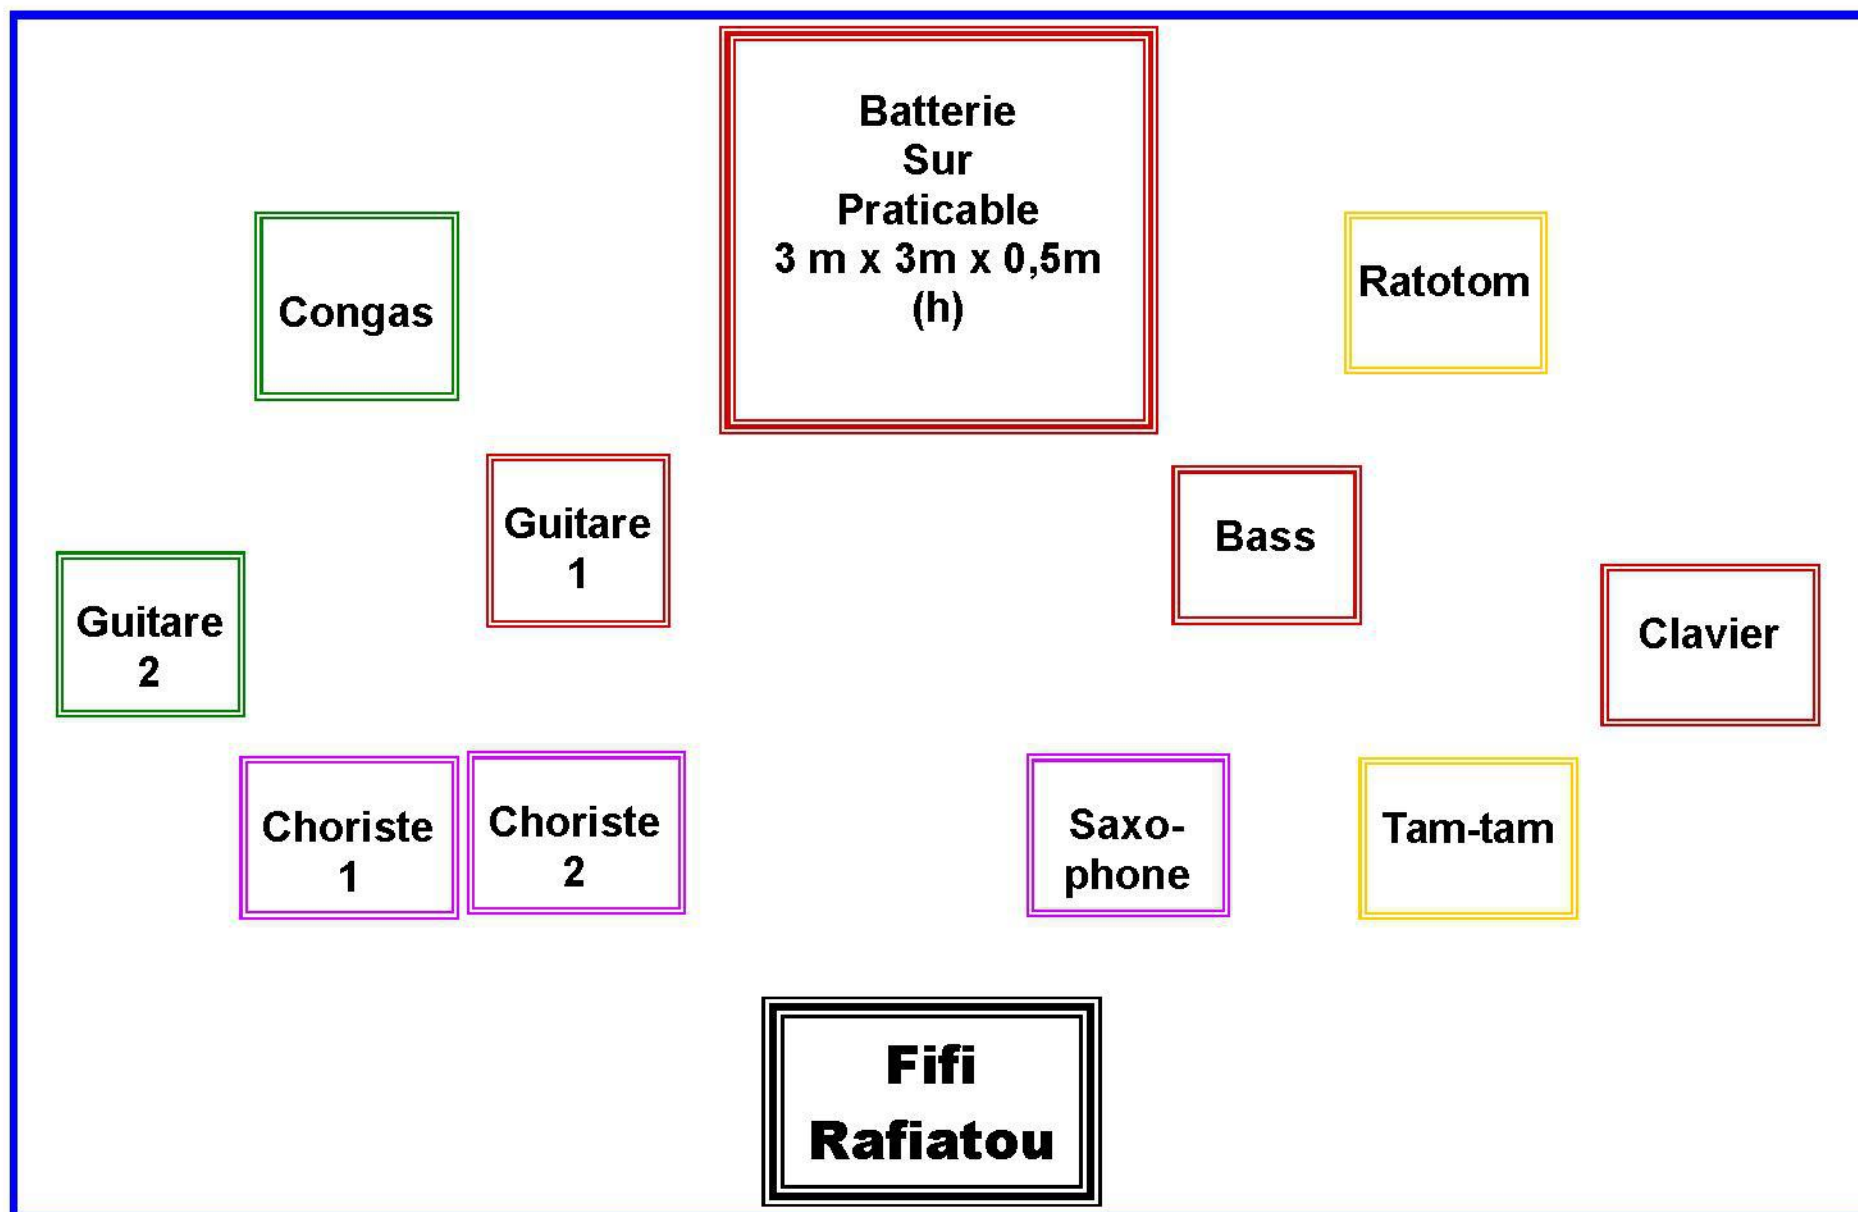 Batterie
Sur
Praticable
3 m x 3m x 0,5m
(h)
Congas
Ratotom
Guitare
1
Bass
Guitare
2
Clavier
Choriste
1
Choriste
2
Saxo-
phone
Tam-tam
Fifi
Rafiatou